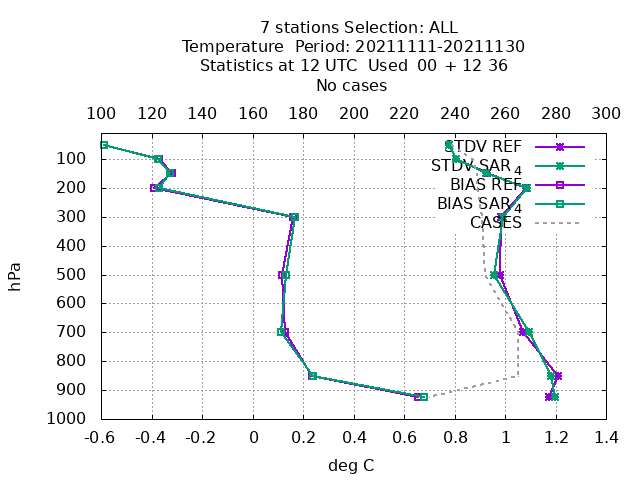 7 stations Selection: ALL
Temperature  Period: 20211111-20211130
Statistics at 12 UTC  Used  00 + 12 36
No cases
100 120 140 160 180 200 220 240 260 280 300
STDV REF
STDV SAR4
BIAS REF
BIAS SAR4
CASES
100
200
300
400
500
600
700
800
900
1000
hPa
-0.6 -0.4 -0.2 0 0.2 0.4 0.6 0.8 1 1.2 1.4
deg C